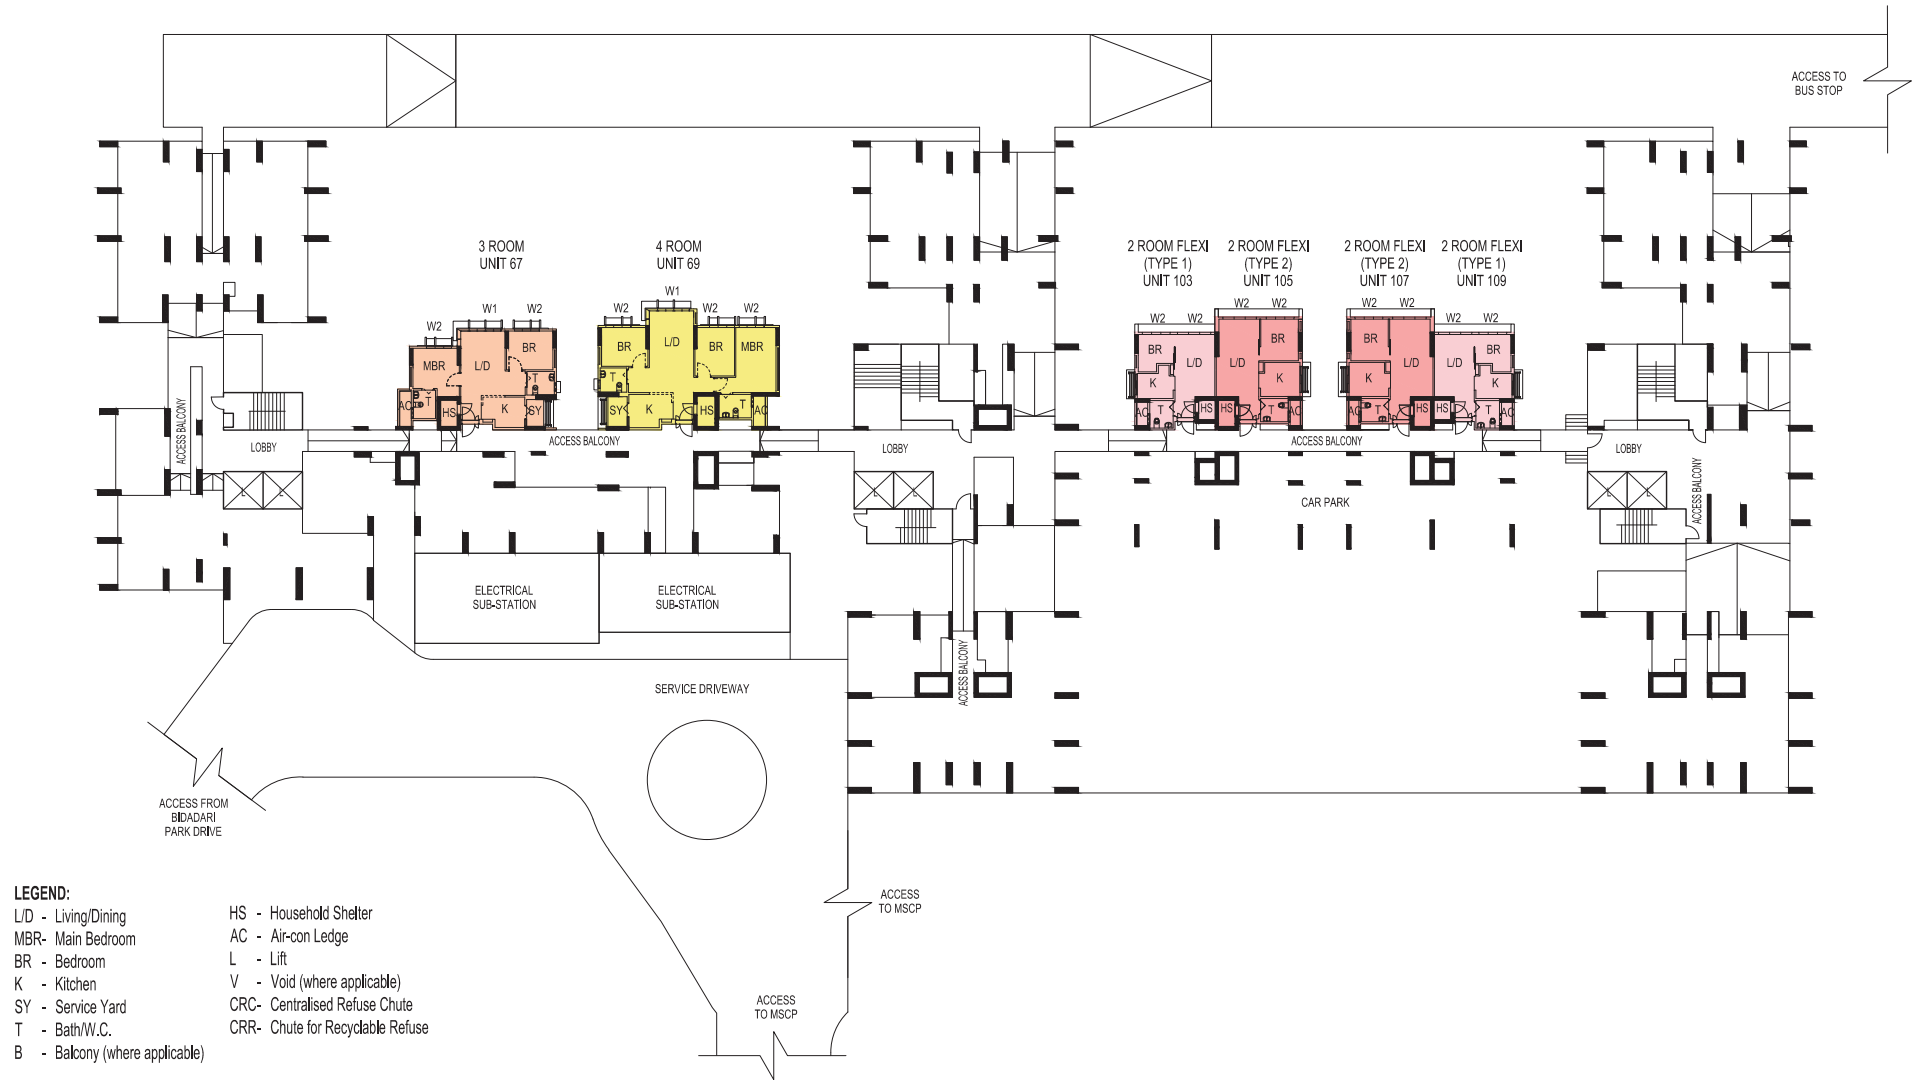 ACCESS TO
BUS STOP
3 ROOM
UNIT 67
4 ROOM
UNIT 69
2 ROOM FLEXI
(TYPE 1)
UNIT 103
2 ROOM FLEXI
(TYPE 2)
UNIT 105
2 ROOM FLEXI
(TYPE 2)
UNIT 107
2 ROOM FLEXI
(TYPE 1)
UNIT 109
W2
W1
W2
MBR
L/D
BR
AC
T
HS
K
T
SY
W2
W1
W2
W2
BR
L/D
BR
MBR
T
SY
K
HS
T
AC
W2
W2
BR
L/D
K
AC
T
HS
W2
W2
L/D
BR
K
HS
T
AC
W2
W2
BR
L/D
K
AC
T
HS
W2
W2
L/D
BR
K
HS
T
AC
ACCESS BALCONY
LOBBY
ACCESS BALCONY
LOBBY
ACCESS BALCONY
LOBBY
ACCESS BALCONY
L
L
L
L
L
L
CAR PARK
ELECTRICAL
SUB-STATION
ELECTRICAL
SUB-STATION
ACCESS BALCONY
SERVICE DRIVEWAY
ACCESS FROM
BIDADARI
PARK DRIVE
ACCESS
TO MSCP
ACCESS
TO MSCP
LEGEND:
L/D - Living/Dining
MBR- Main Bedroom
BR - Bedroom
K - Kitchen
SY - Service Yard
T - Bath/W.C.
B - Balcony (where applicable)
HS - Household Shelter
AC - Air-con Ledge
L - Lift
V - Void (where applicable)
CRC- Centralised Refuse Chute
CRR- Chute for Recyclable Refuse